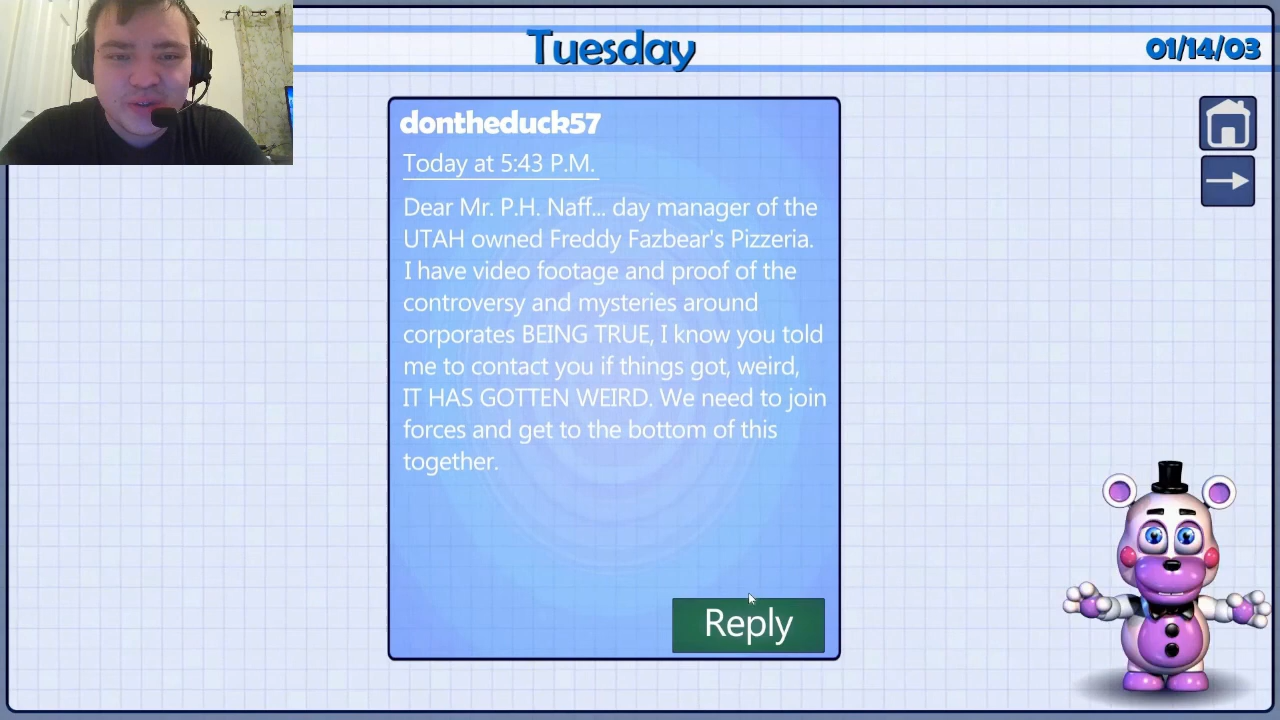 Tuesday
01/14/03
dontheduck57
Today at 5:43 P.M.
Dear Mr. P.H. Naff... day manager of the
UTAH owned Freddy Fazbear's Pizzeria.
I have video footage and proof of the
controversy and mysteries around
corporates BEING TRUE, I know you told
me to contact you if things got, weird,
IT HAS GOTTEN WEIRD. We need to join
forces and get to the bottom of this
together.
Reply